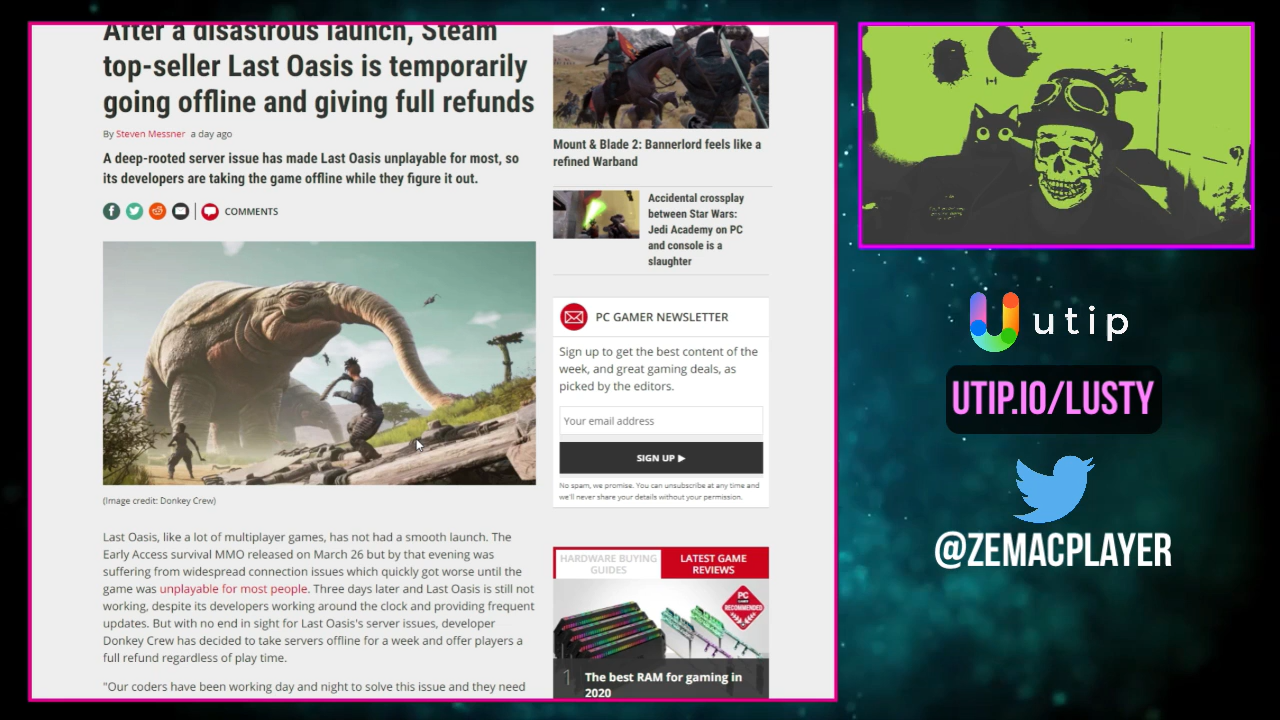 After a disastrous launch, Steam
top-seller Last Oasis is temporarily
going offline and giving full refunds
By Steven Messner a day ago
A deep-rooted server issue has made Last Oasis unplayable for most, so
its developers are taking the game offline while they figure it out.
COMMENTS
(Image credit: Donkey Crew)
Last Oasis, like a lot of multiplayer games, has not had a smooth launch. The
Early Access survival MMO released on March 26 but by that evening was
suffering from widespread connection issues which quickly got worse until the
game was unplayable for most people. Three days later and Last Oasis is still not
working, despite its developers working around the clock and providing frequent
updates. But with no end in sight for Last Oasis's server issues, developer
Donkey Crew has decided to take servers offline for a week and offer players a
full refund regardless of play time.
"Our coders have been working day and night to solve this issue and they need
Mount & Blade 2: Bannerlord feels like a
refined Warband
Accidental crossplay
between Star Wars:
Jedi Academy on PC
and console is a
slaughter
PC GAMER NEWSLETTER
Sign up to get the best content of the
week, and great gaming deals, as
picked by the editors.
Your email address
SIGN UP ▶
No spam, we promise. You can unsubscribe at any time and
we'll never share your details without your permission.
HARDWARE BUYING
GUIDES
LATEST GAME
REVIEWS
PC
GAMER
RECOMMENDED
1 The best RAM for gaming in
2020
utip
UTIP.IO/LUSTY
@ZEMACPLAYER